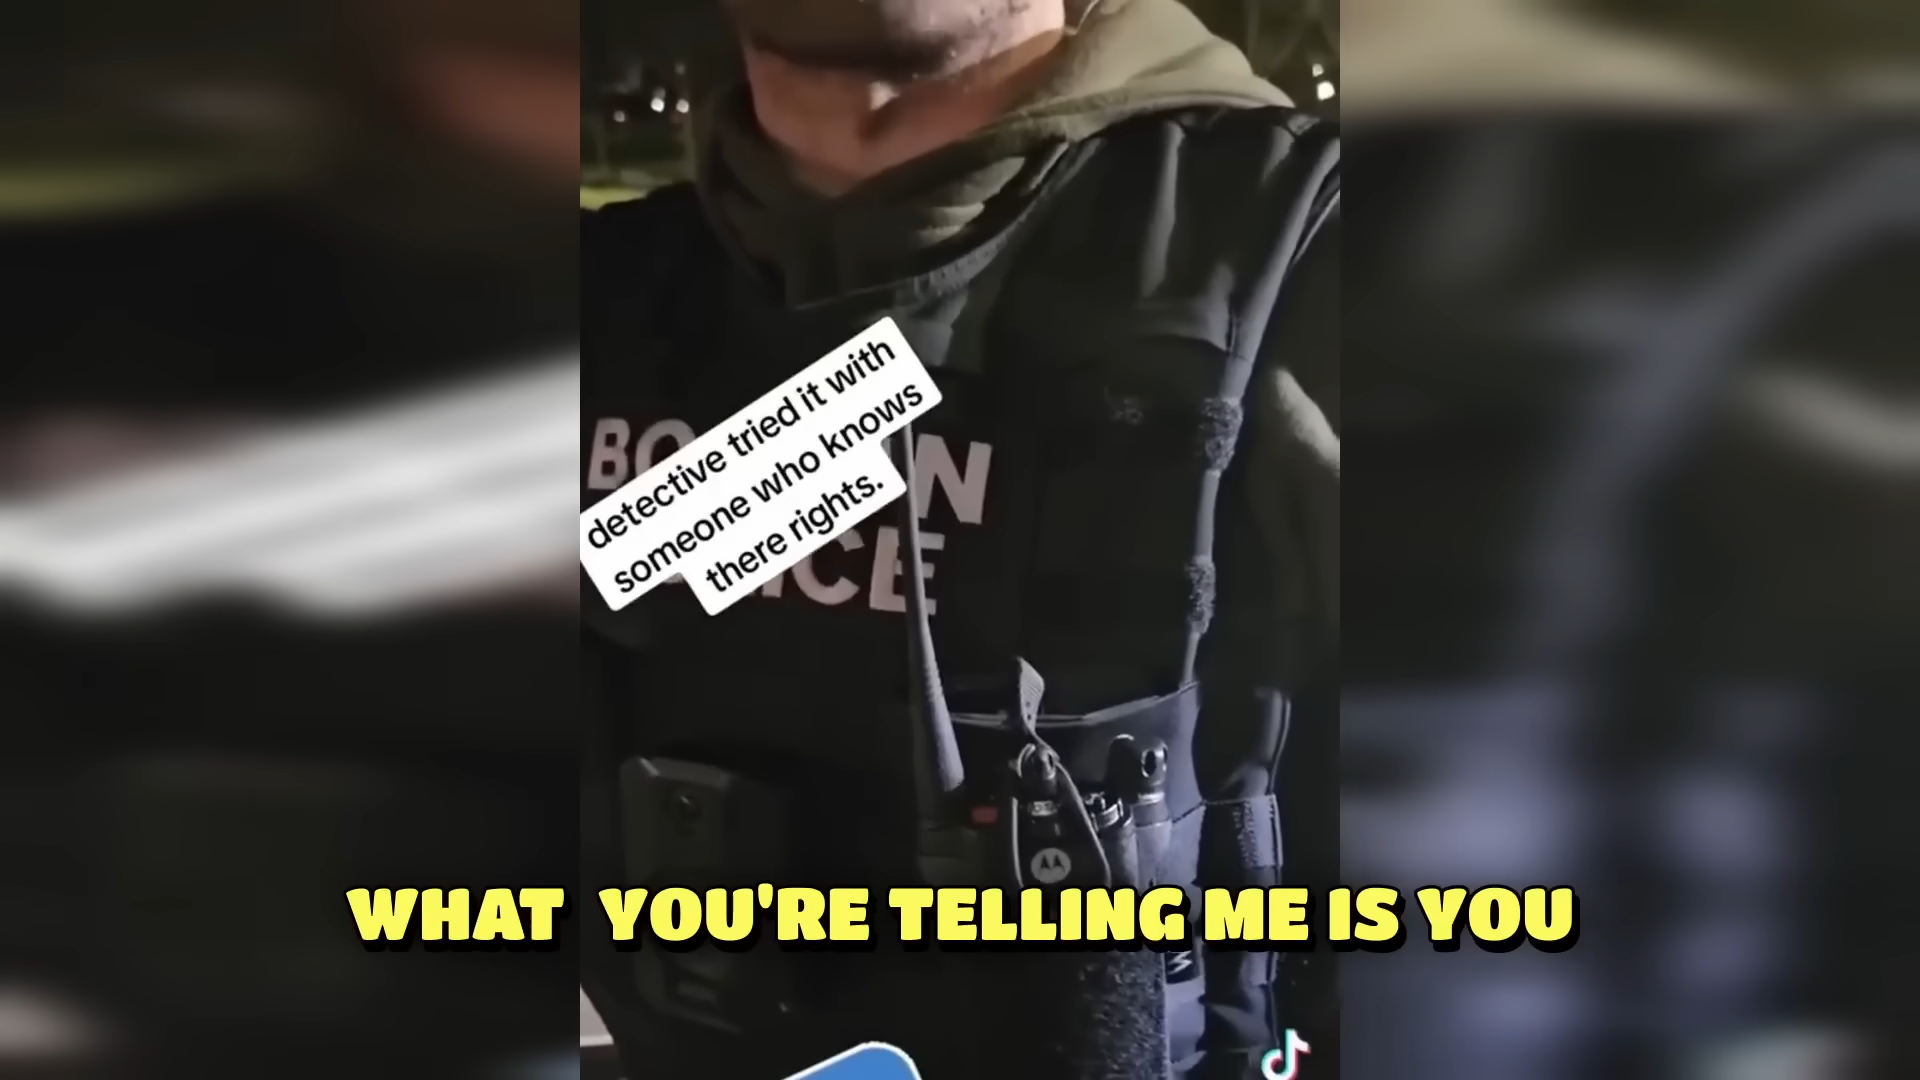 detective tried it with
someone who knows
there rights.
WHAT YOU'RE TELLING ME IS YOU